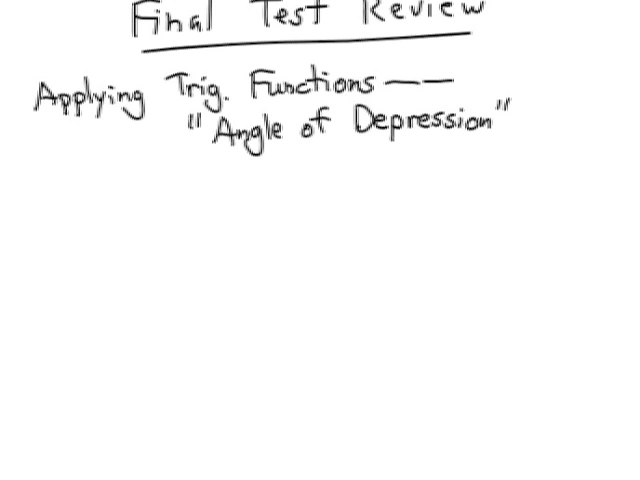 Final Test Review
Applying Trig. Functions ——
"Angle of Depression"